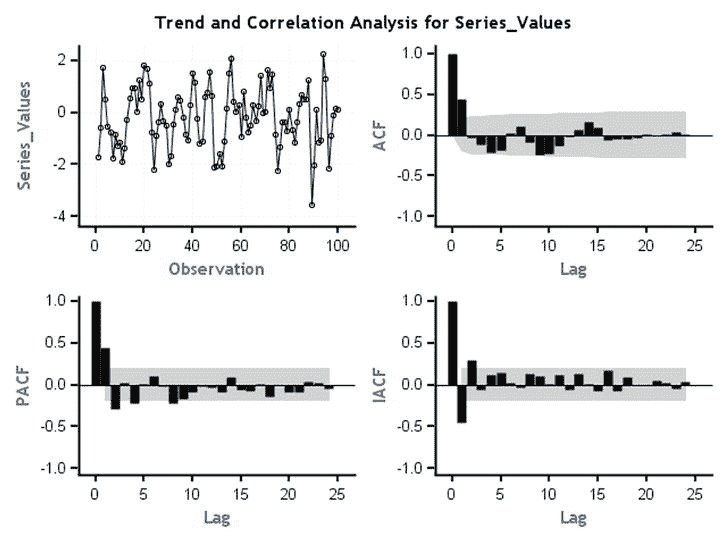 Trend and Correlation Analysis for Series_Values
Series_Values
2
0
-2
-4
0 20 40 60 80 100
Observation
ACF
1.0
0.5
0.0
-0.5
-1.0
0 5 10 15 20 25
Lag
PACF
1.0
0.5
0.0
-0.5
-1.0
0 5 10 15 20 25
Lag
IACF
1.0
0.5
0.0
-0.5
-1.0
0 5 10 15 20 25
Lag